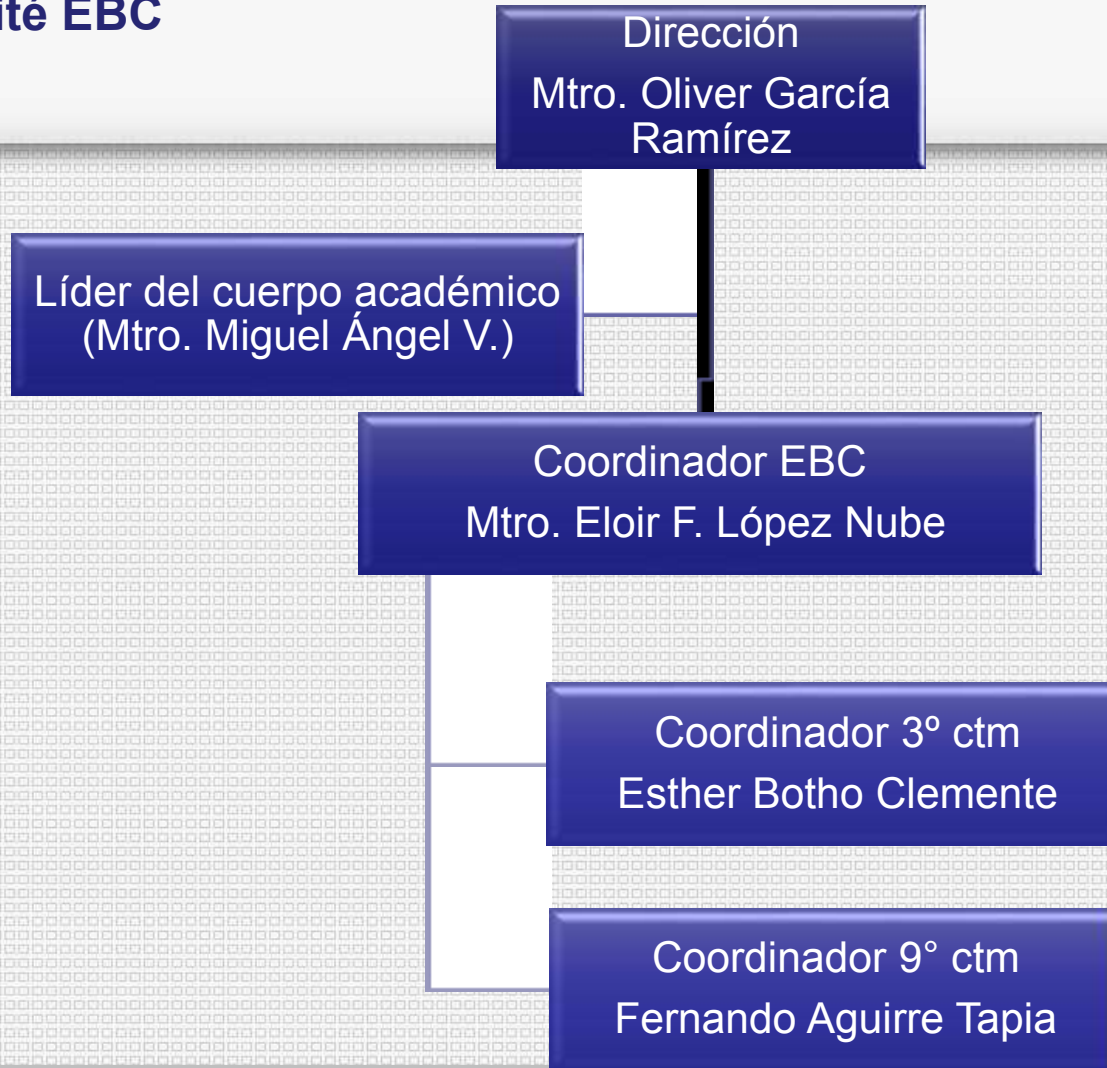 ité EBC
Dirección
Mtro. Oliver García
Ramírez
Líder del cuerpo académico
(Mtro. Miguel Ángel V.)
Coordinador EBC
Mtro. Eloir F. López Nube
Coordinador 3º ctm
Esther Botho Clemente
Coordinador 9° ctm
Fernando Aguirre Tapia